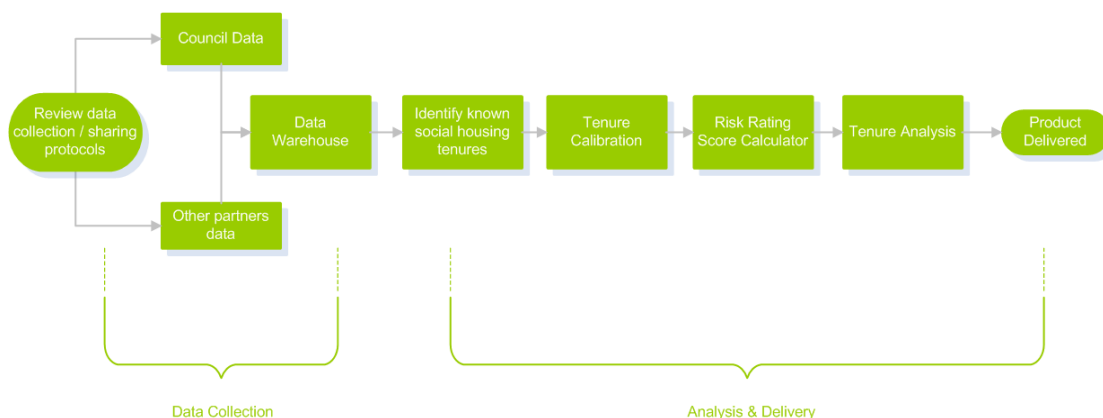 Council Data
Review data
collection / sharing
protocols
Other partners
data
Data
Warehouse
Identify known
social housing
tenures
Tenure
Calibration
Risk Rating
Score Calculator
Tenure Analysis
Product
Delivered
Data Collection
Analysis & Delivery